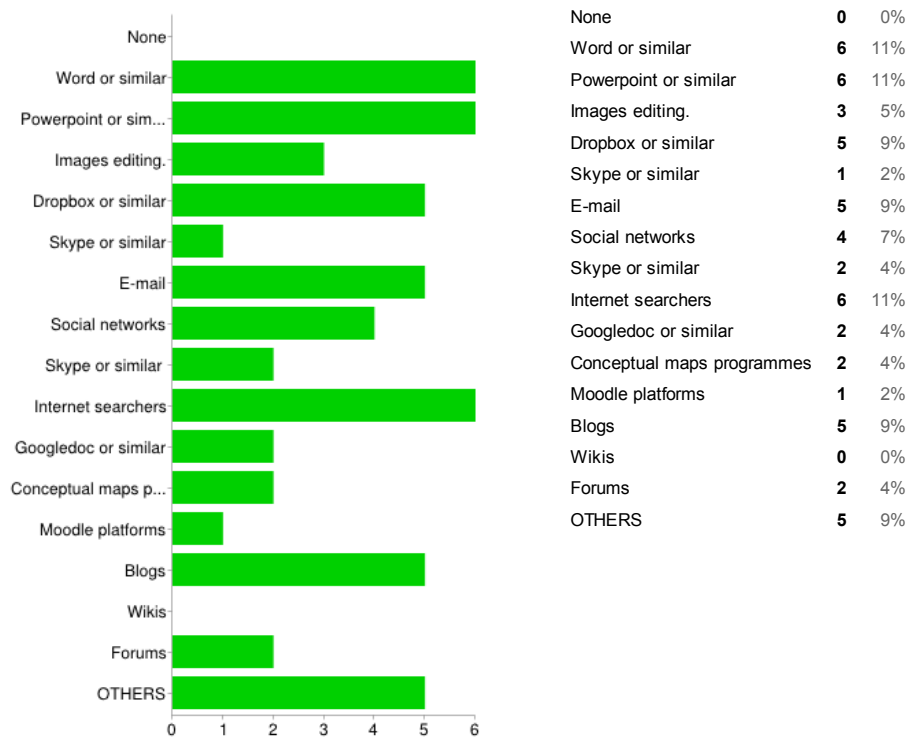 None
Word or similar
Powerpoint or sim...
Images editing.
Dropbox or similar
Skype or similar
E-mail
Social networks
Skype or similar
Internet searchers
Googledoc or similar
Conceptual maps p...
Moodle platforms
Blogs
Wikis
Forums
OTHERS
0 1 2 3 4 5 6
None 0 0%
Word or similar 6 11%
Powerpoint or similar 6 11%
Images editing. 3 5%
Dropbox or similar 5 9%
Skype or similar 1 2%
E-mail 5 9%
Social networks 4 7%
Skype or similar 2 4%
Internet searchers 6 11%
Googledoc or similar 2 4%
Conceptual maps programmes 2 4%
Moodle platforms 1 2%
Blogs 5 9%
Wikis 0 0%
Forums 2 4%
OTHERS 5 9%